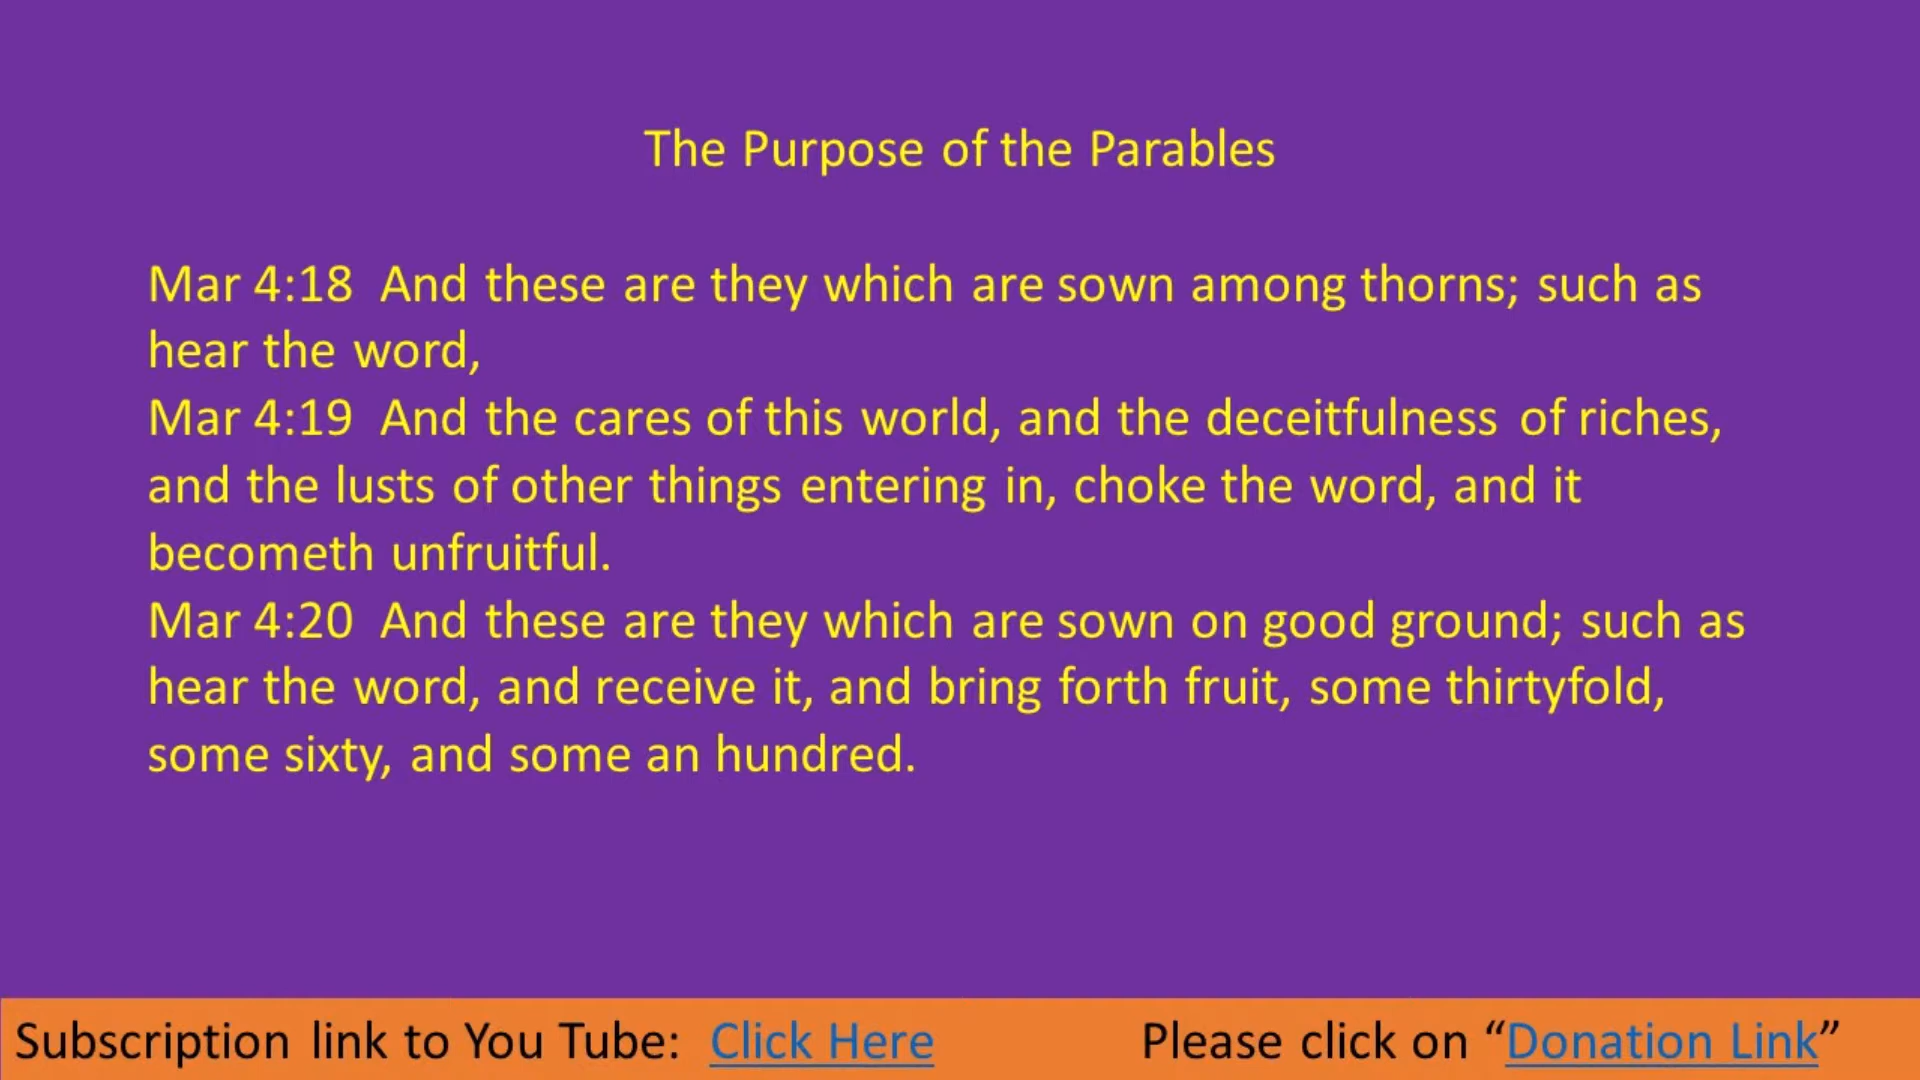 The Purpose of the Parables
Mar 4:18 And these are they which are sown among thorns; such as
hear the word,
Mar 4:19 And the cares of this world, and the deceitfulness of riches,
and the lusts of other things entering in, choke the word, and it
becometh unfruitful.
Mar 4:20 And these are they which are sown on good ground; such as
hear the word, and receive it, and bring forth fruit, some thirtyfold,
some sixty, and some an hundred.
Subscription link to You Tube: Click Here Please click on “Donation Link”